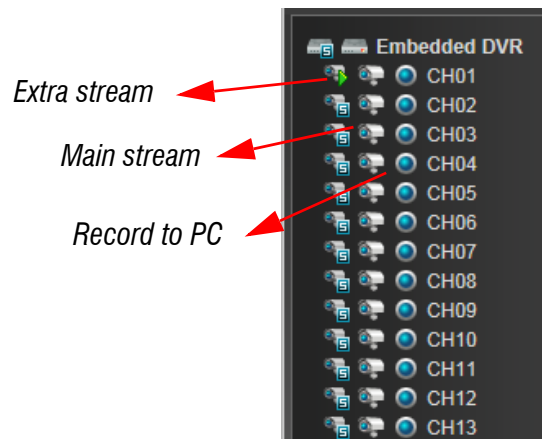 Embedded DVR
Extra stream
CH01
CH02
Main stream
CH03
CH04
CH05
Record to PC
CH06
CH07
CH08
CH09
CH10
CH11
CH12
CH13